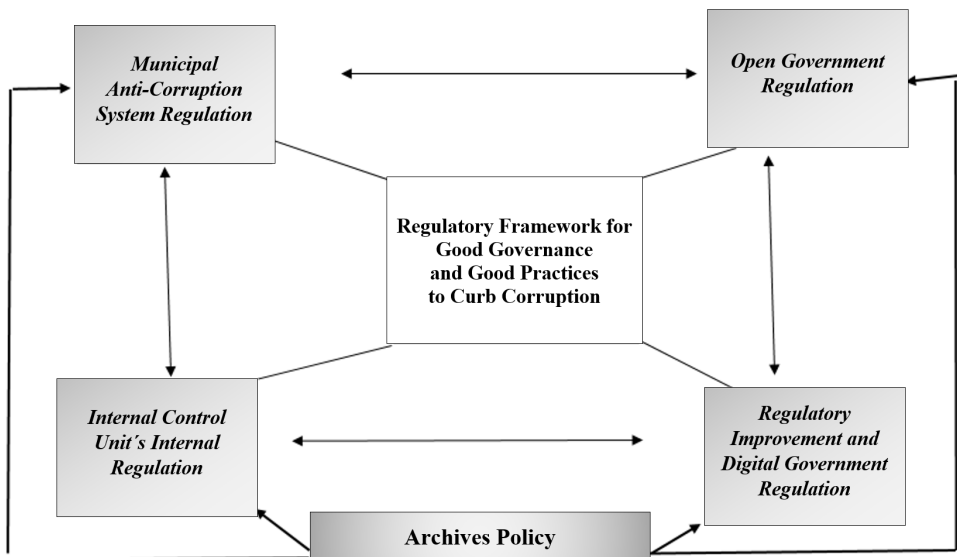 Municipal
Anti-Corruption
System Regulation
Open Government
Regulation
Regulatory Framework for
Good Governance
and Good Practices
to Curb Corruption
Internal Control
Unit´s Internal
Regulation
Regulatory
Improvement and
Digital Government
Regulation
Archives Policy